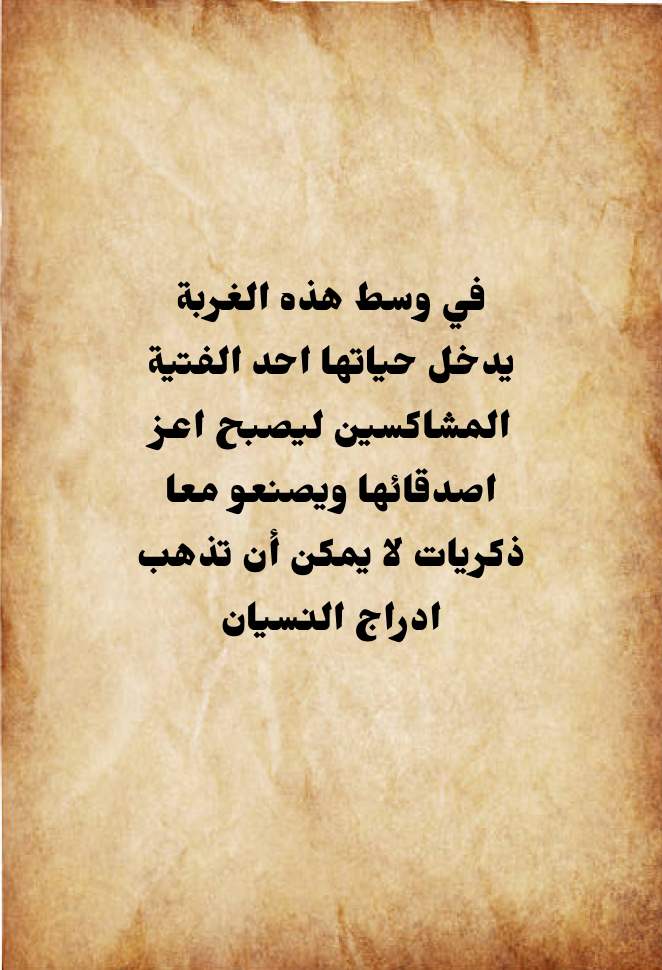 في وسط هذه الغربة
يدخل حياتها احد الفتية
المشاكسين ليصبح اعز
اصدقائها ويصنعو معا
ذكريات لا يمكن أن تذهب
ادراج النسيان